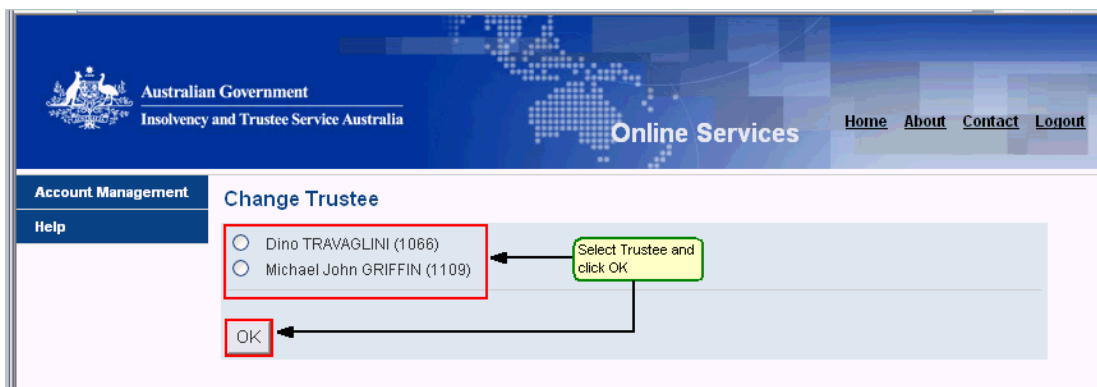 Australian Government
Insolvency and Trustee Service Australia
Online Services
Home About Contact Logout
Account Management
Help
Change Trustee
Dino TRAVAGLINI (1066)
Michael John GRIFFIN (1109)
Select Trustee and
click OK
OK